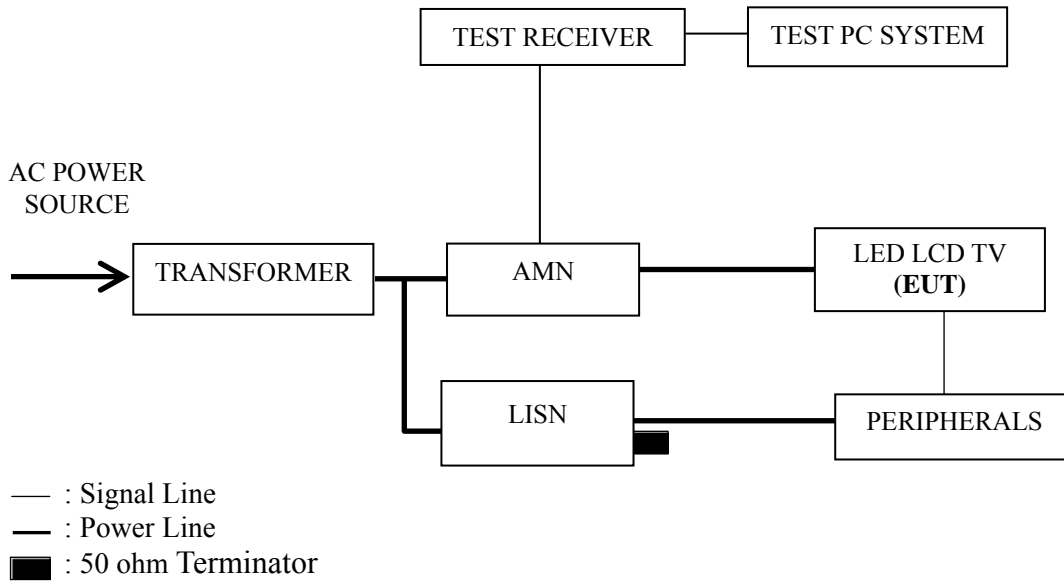 TEST RECEIVER
TEST PC SYSTEM
AC POWER
SOURCE
TRANSFORMER
AMN
LED LCD TV
(EUT)
LISN
PERIPHERALS
: Signal Line
: Power Line
: 50 ohm Terminator